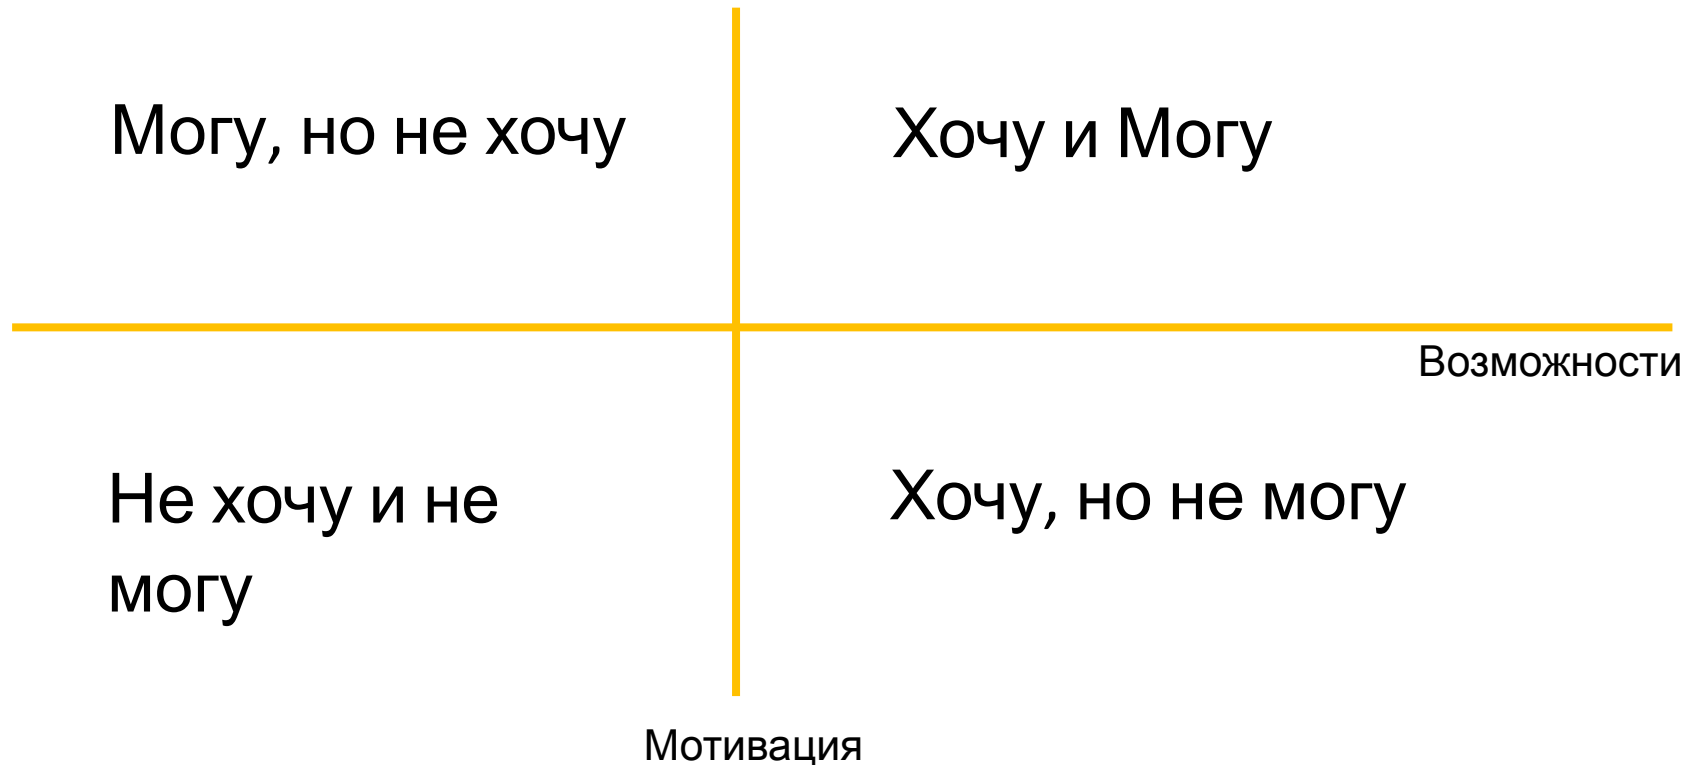 Могу, но не хочу
Хочу и Могу
Возможности
Не хочу и не
могу
Хочу, но не могу
Мотивация